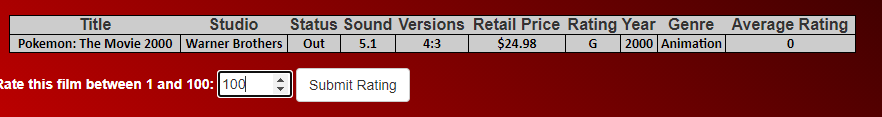 Title Studio Status Sound Versions Retail Price Rating Year Genre Average Rating
Pokemon: The Movie 2000 Warner Brothers Out 5.1 4:3 $24.98 G 2000 Animation 0
Rate this film between 1 and 100: 100 Submit Rating